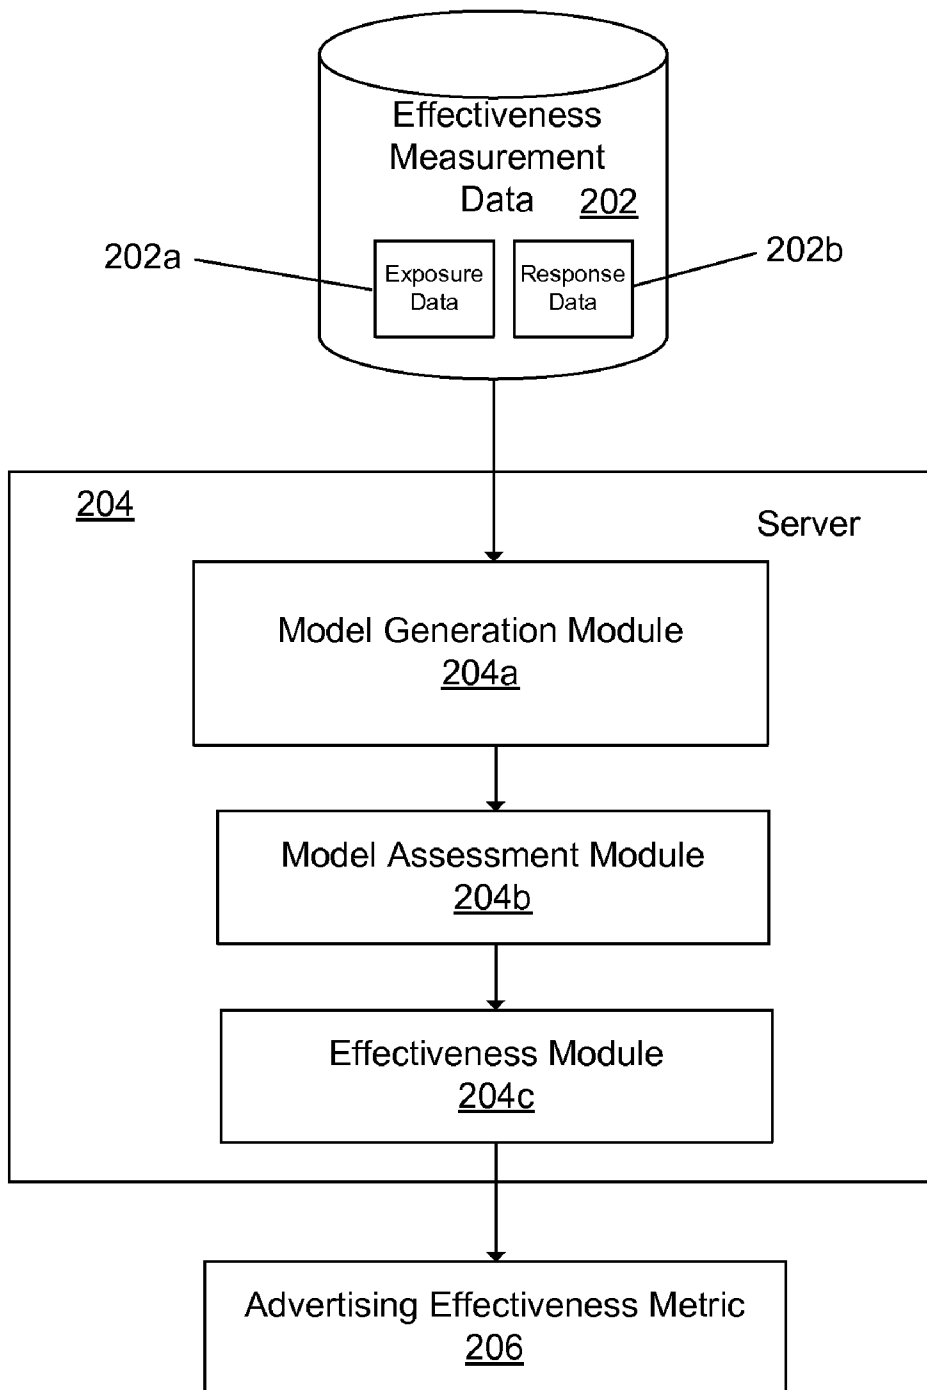 Effectiveness
Measurement
Data 202
202a
202b
Exposure
Data
Response
Data
204
Server
Model Generation Module
204a
Model Assessment Module
204b
Effectiveness Module
204c
Advertising Effectiveness Metric
206